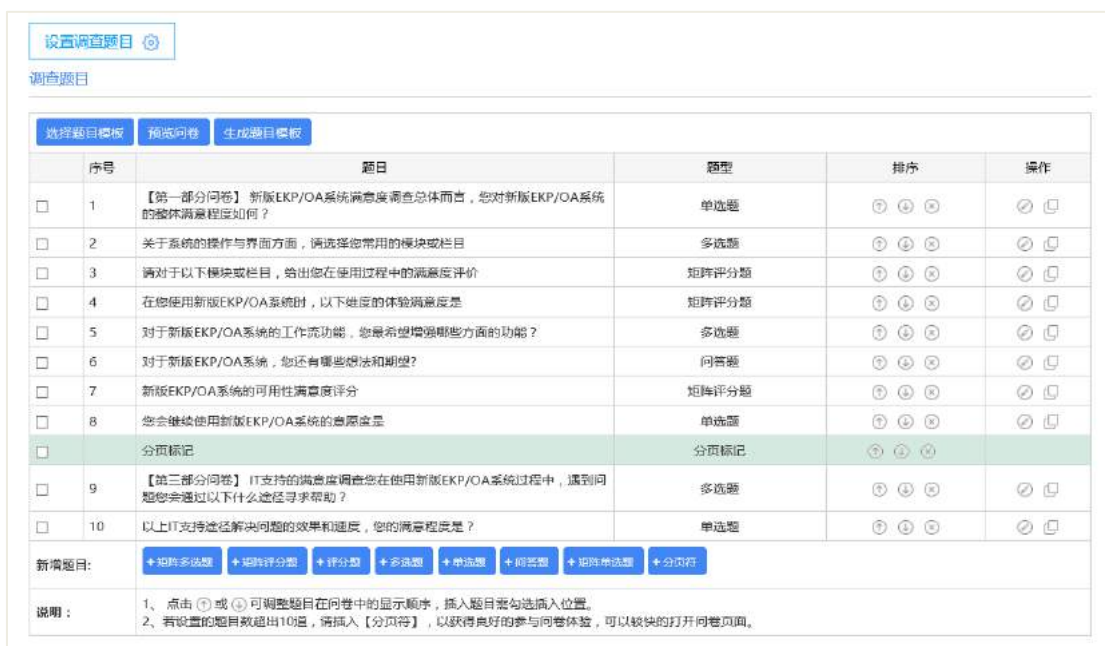 设置调查题目
调查题目
选择题目模板 预览问卷 生成题目模板
序号 题目 题型 排序 操作
1 【第一部分问卷】 新版EKP/OA系统满意度调查总体而言,您对新版EKP/OA系统 单选题
的整体满意程度如何?
2 关于系统的操作与界面方面,请选择您常用的模块或栏目 多选题
3 请对于以下模块或栏目,给出您在使用过程中的满意度评价 矩阵评分题
4 在您使用新版EKP/OA系统时,以下维度的体验满意度是 矩阵评分题
5 对于新版EKP/OA系统的工作流功能,您最希望增强哪些方面的功能? 多选题
6 对于新版EKP/OA系统,您还有哪些想法和期望? 问答题
7 新版EKP/OA系统的可用性满意度评分 矩阵评分题
8 您会继续使用新版EKP/OA系统的意愿度是 单选题
分页标记 分页标记
9 【第三部分问卷】 IT支持的满意度调查您在使用新版EKP/OA系统过程中,遇到问 多选题
题您会通过以下什么途径寻求帮助?
10 以上IT支持途径解决问题的效果和速度,您的满意程度是? 单选题
新增题目: +矩阵多选题 +矩阵评分题 +评分题 +多选题 +单选题 +问答题 +矩阵单选题 +分页符
说明: 1、 点击 或 可调整题目在问卷中的显示顺序,插入题目需勾选插入位置。
2、若设置的题目数超出10道,请插入【分页符】,以获得良好的参与问卷体验,可以较快的打开问卷页面。